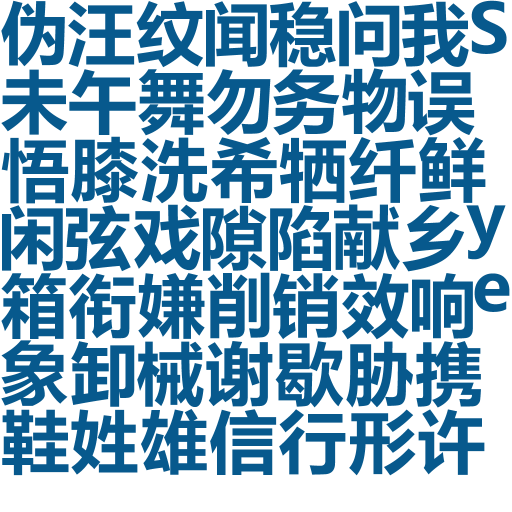 伪汪纹闻稳问我s
未午舞勿务物误
悟膝洗希牺纤鲜
闲弦戏隙陷献乡y
箱衔嫌削销效响e
象卸械谢歇胁携
鞋姓雄信行形许